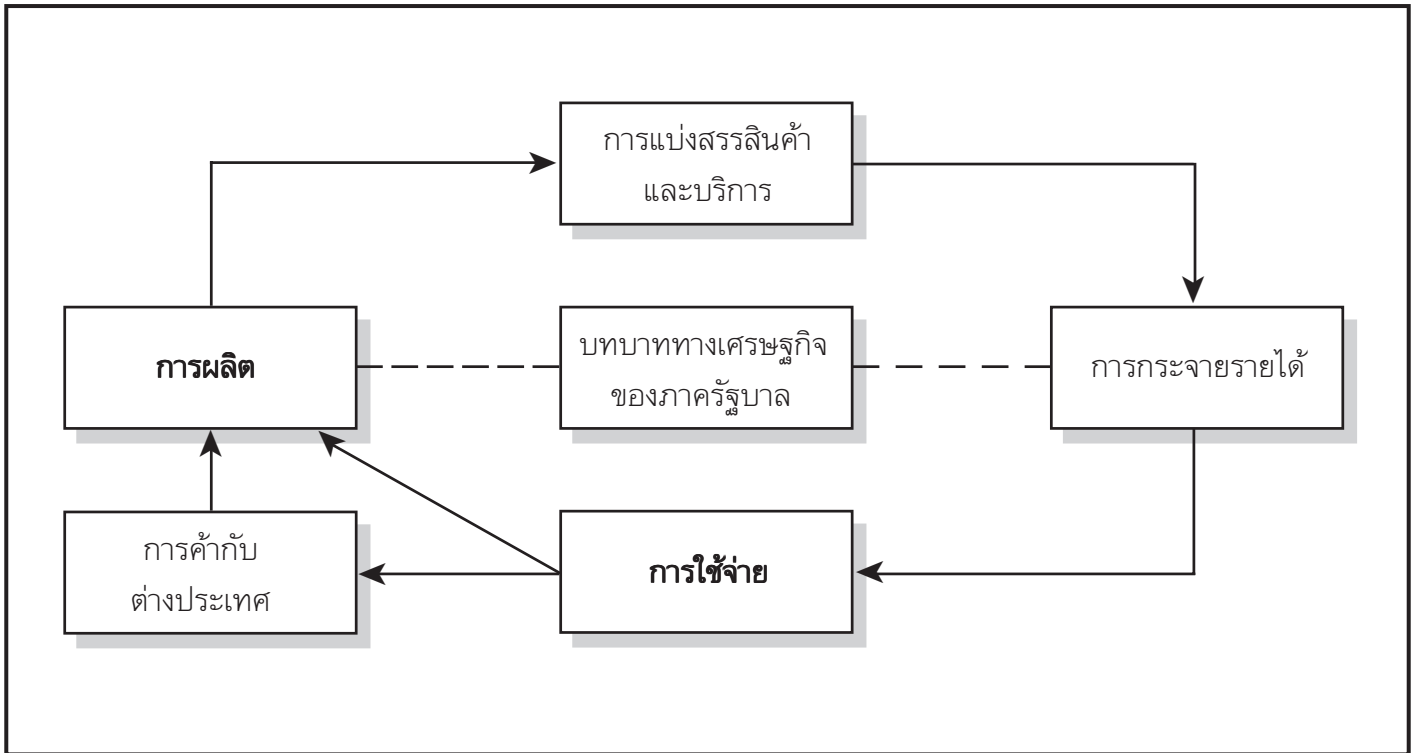 การแบ่งสรรสินค้า
และบริการ
การผลิต
บทบาททางเศรษฐกิจ
ของภาครัฐบาล
การกระจายรายได้
การค้ากับ
ต่างประเทศ
การใช้จ่าย